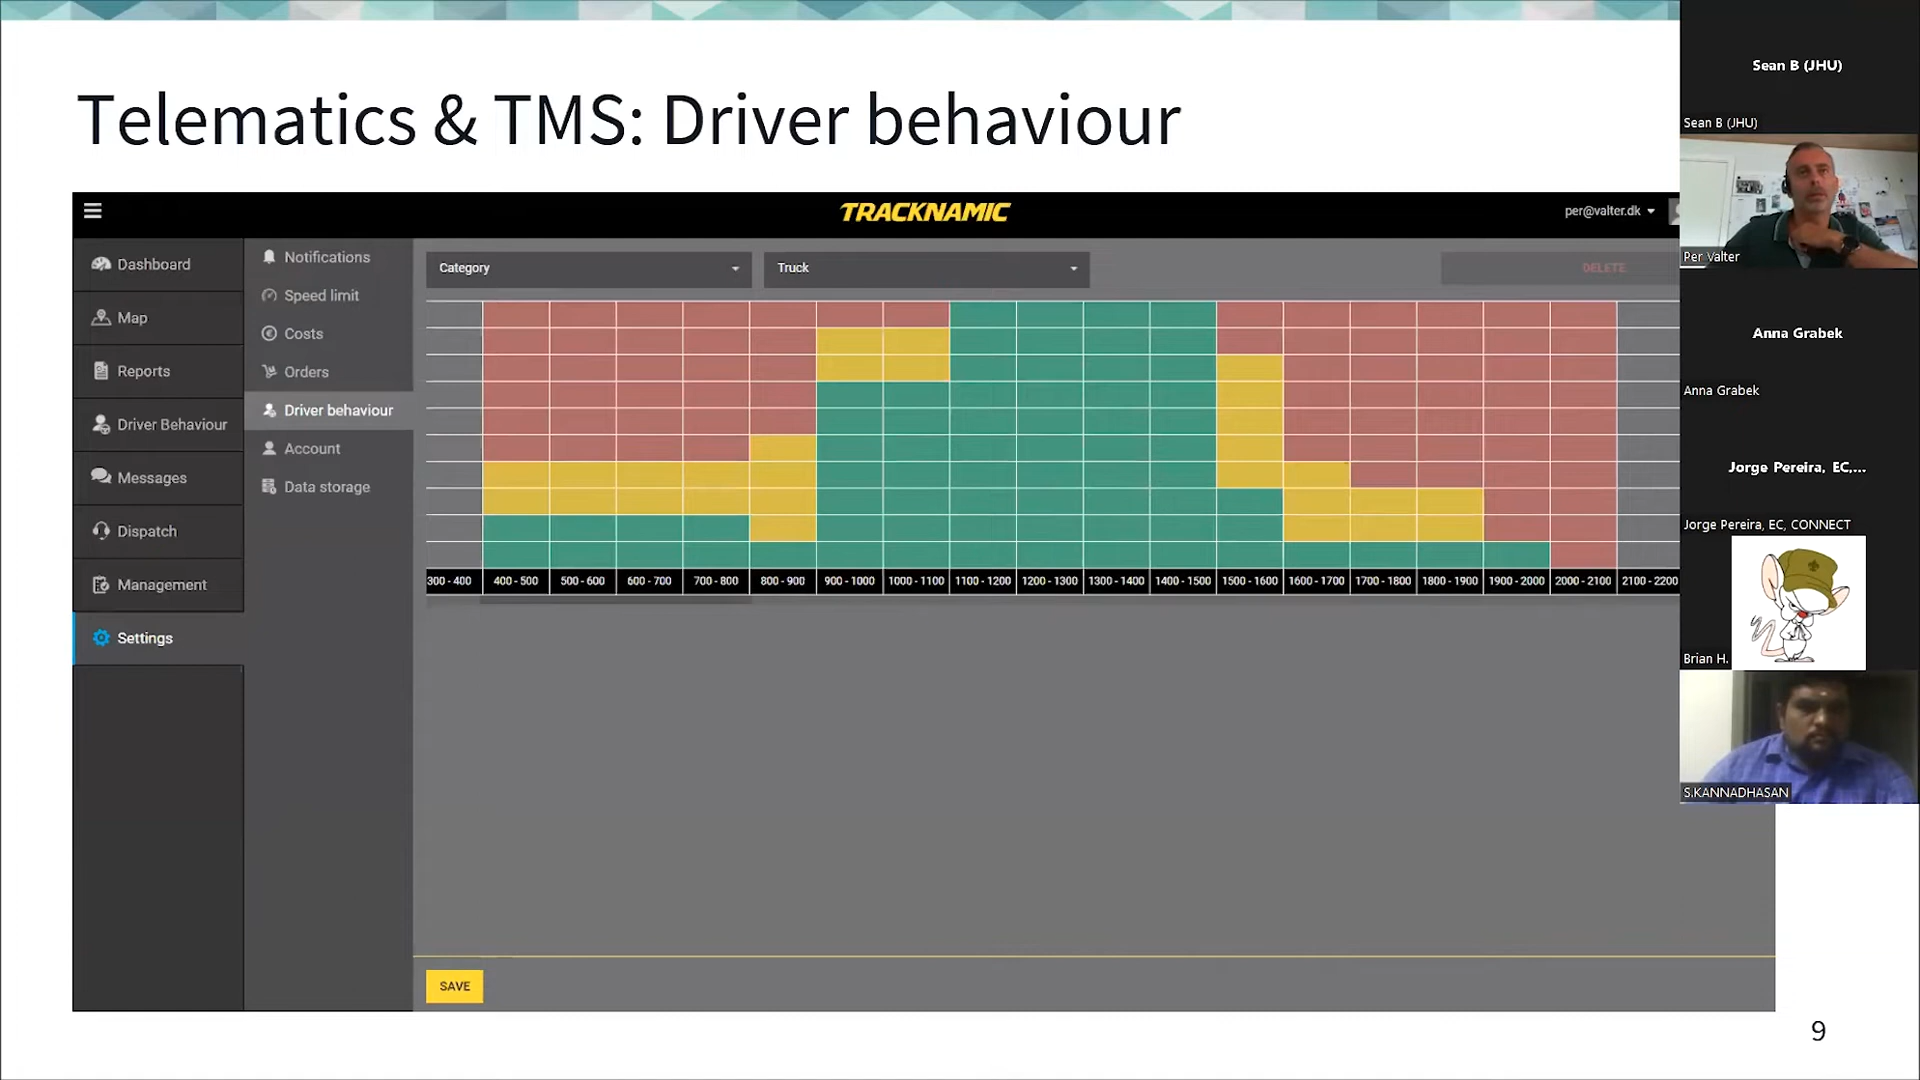 Telematics & TMS: Driver behaviour
TRACKNAMIC
per@valter.dk
Dashboard
Map
Reports
Driver Behaviour
Messages
Dispatch
Management
Settings
Notifications
Speed limit
Costs
Orders
Driver behaviour
Account
Data storage
Category
Truck
DELETE
300 - 400 400 - 500 500 - 600 600 - 700 700 - 800 800 - 900 900 - 1000 1000 - 1100 1100 - 1200 1200 - 1300 1300 - 1400 1400 - 1500 1500 - 1600 1600 - 1700 1700 - 1800 1800 - 1900 1900 - 2000 2000 - 2100 2100 - 2200
SAVE
9
Sean B (JHU)
Sean B (JHU)
Per Valter
Anna Grabek
Anna Grabek
Jorge Pereira, EC,...
Jorge Pereira, EC, CONNECT
Brian H.
S.KANNADHASAN